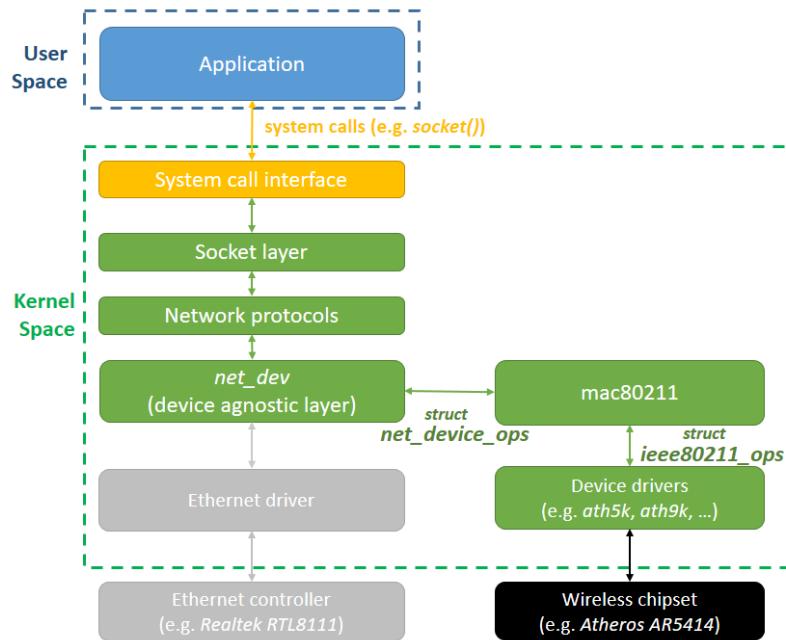 User
Space
Application
system calls (e.g. socket())
System call interface
Socket layer
Kernel
Space
Network protocols
net_dev
(device agnostic layer)
struct
net_device_ops
mac80211
struct
ieee80211_ops
Ethernet driver
Device drivers
(e.g. ath5k, ath9k, ...)
Ethernet controller
(e.g. Realtek RTL8111)
Wireless chipset
(e.g. Atheros AR5414)